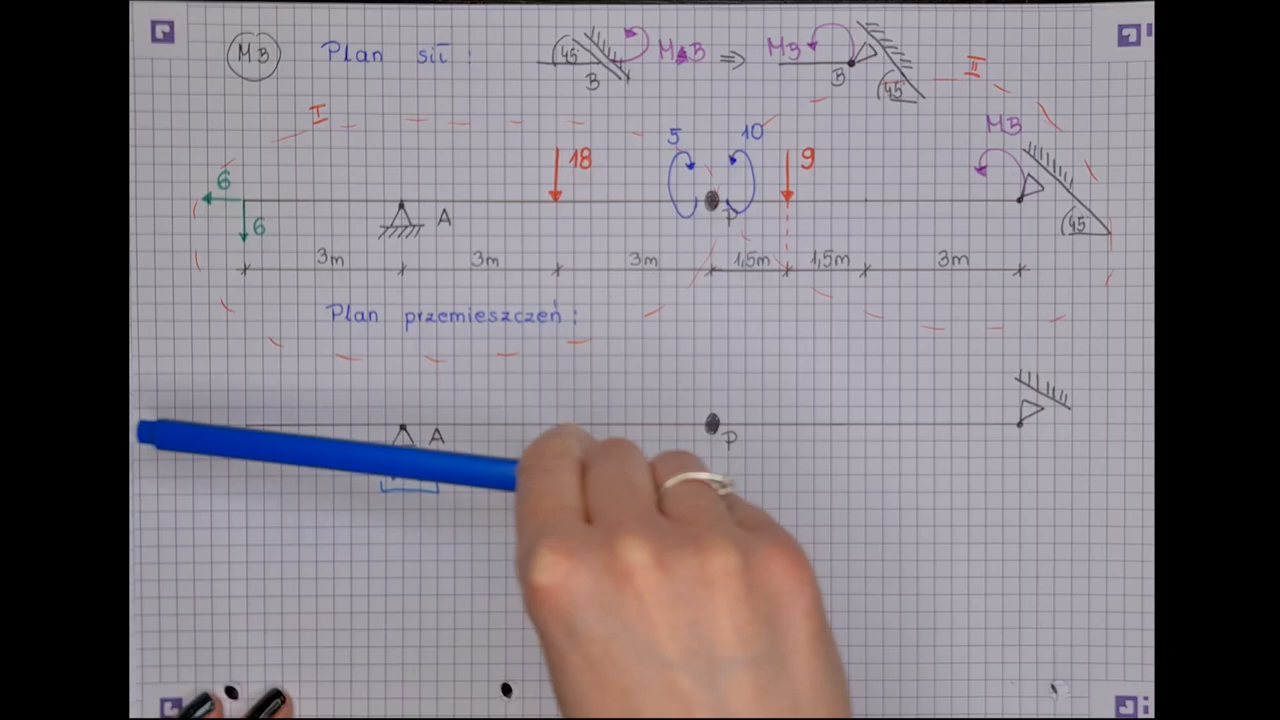 MB Plan sił: 45° B MAB ⇒ MB B 45°
I II
6 18 5 10 9 MB
6 A P 45°
3m 3m 3m 1,5m 1,5m 3m
Plan przemieszczeń:
A P